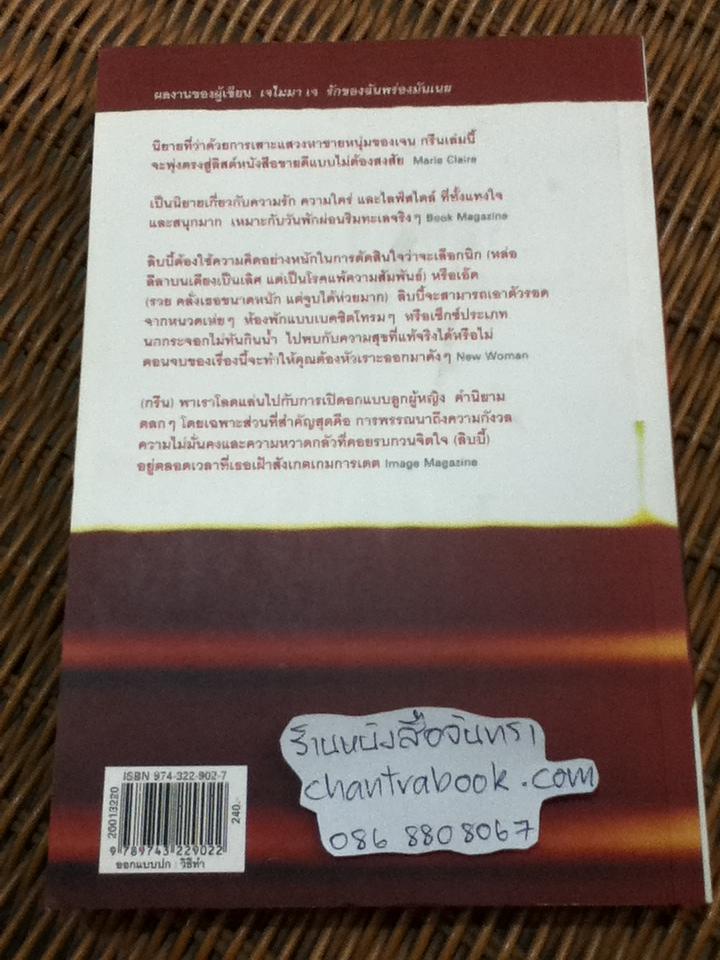 ผลงานของผู้เขียน เจไมมา เจ รักของฉันพร่องมันเนย
นิยายที่ว่าด้วยการเสาะแสวงหาชายหนุ่มของเจน กรีนเล่มนี้
จะพุ่งตรงสู่ลิสต์หนังสือขายดีแบบไม่ต้องสงสัย Marie Claire
เป็นนิยายเกี่ยวกับความรัก ความใคร่ และไลฟ์สไตล์ ที่ทั้งแทงใจ
และสนุกมาก เหมาะกับวันพักผ่อนริมทะเลจริงๆ Book Magazine
ลิบบี้ต้องใช้ความคิดอย่างหนักในการตัดสินใจว่าจะเลือกนิก (หล่อ
ลีลาบนเตียงเป็นเลิศ แต่เป็นโรคแพ้ความสัมพันธ์) หรือเอ็ด
(รวย คลั่งเธอขนาดหนัก แต่จูบได้ห่วยมาก) ลิบบี้จะสามารถเอาตัวรอด
จากหนวดเห่ยๆ ห้องพักแบบเบดซิตโทรมๆ หรือเซ็กซ์ประเภท
นกกระจอกไม่ทันกินน้ำ ไปพบกับความสุขที่แท้จริงได้หรือไม่
ตอนจบของเรื่องนี้จะทำให้คุณต้องหัวเราะออกมาดังๆ New Woman
(กรีน) พาเราโลดแล่นไปกับการเปิดอกแบบลูกผู้หญิง คำนิยาม
ตลกๆ โดยเฉพาะส่วนที่สำคัญสุดคือ การพรรณนาถึงความกังวล
ความไม่มั่นคงและความหวาดกลัวที่คอยรบกวนจิตใจ (ลิบบี้)
อยู่ตลอดเวลาที่เธอเฝ้าสังเกตเกมการเดต Image Magazine
ร้านหนังสือจันทรา
chantrabook.com
086 8808067
ISBN 974-322-902-7
20013220
240.-
9 789743 229022
ออกแบบปก : วิธีทำ